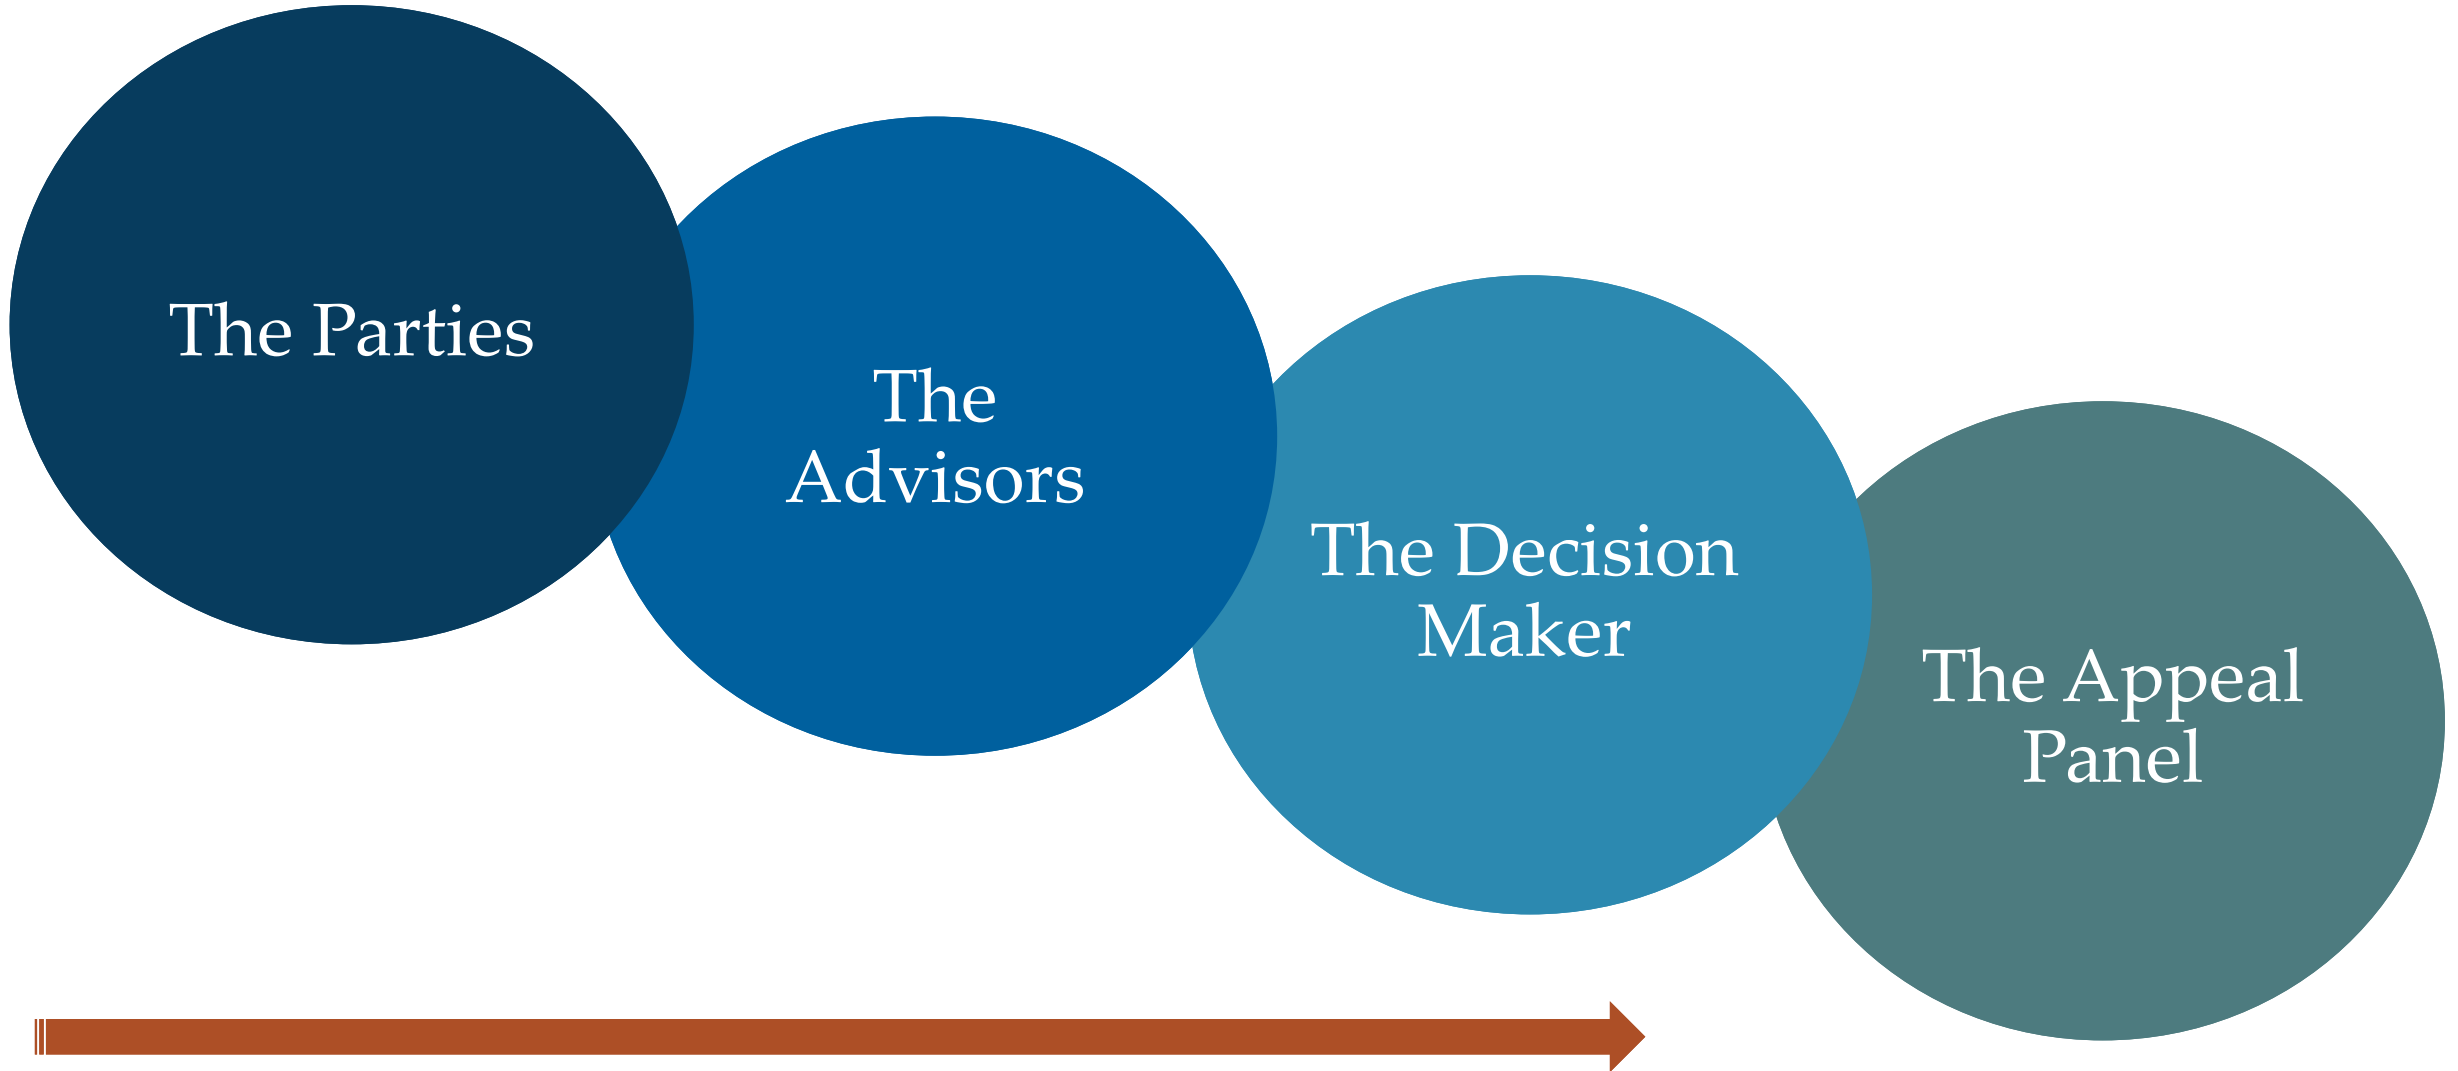 The Parties
The
Advisors
The Decision
Maker
The Appeal
Panel